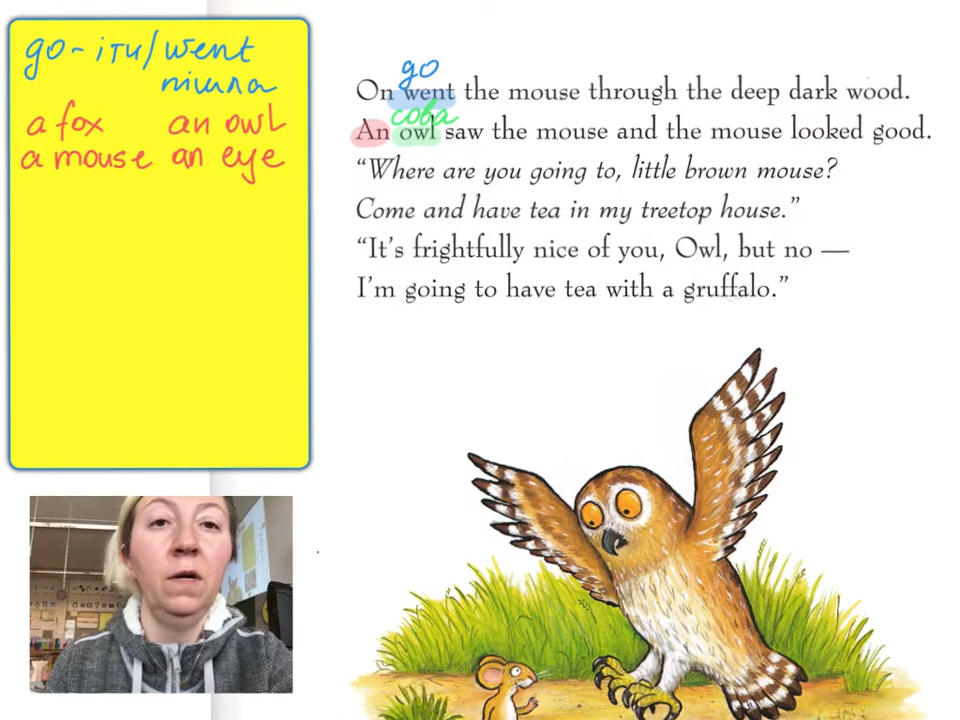 go - іти / went
пішла
a fox an owl
a mouse an eye
go
On went the mouse through the deep dark wood.
сова
An owl saw the mouse and the mouse looked good.
“Where are you going to, little brown mouse?
Come and have tea in my treetop house.”
“It's frightfully nice of you, Owl, but no —
I'm going to have tea with a gruffalo.”